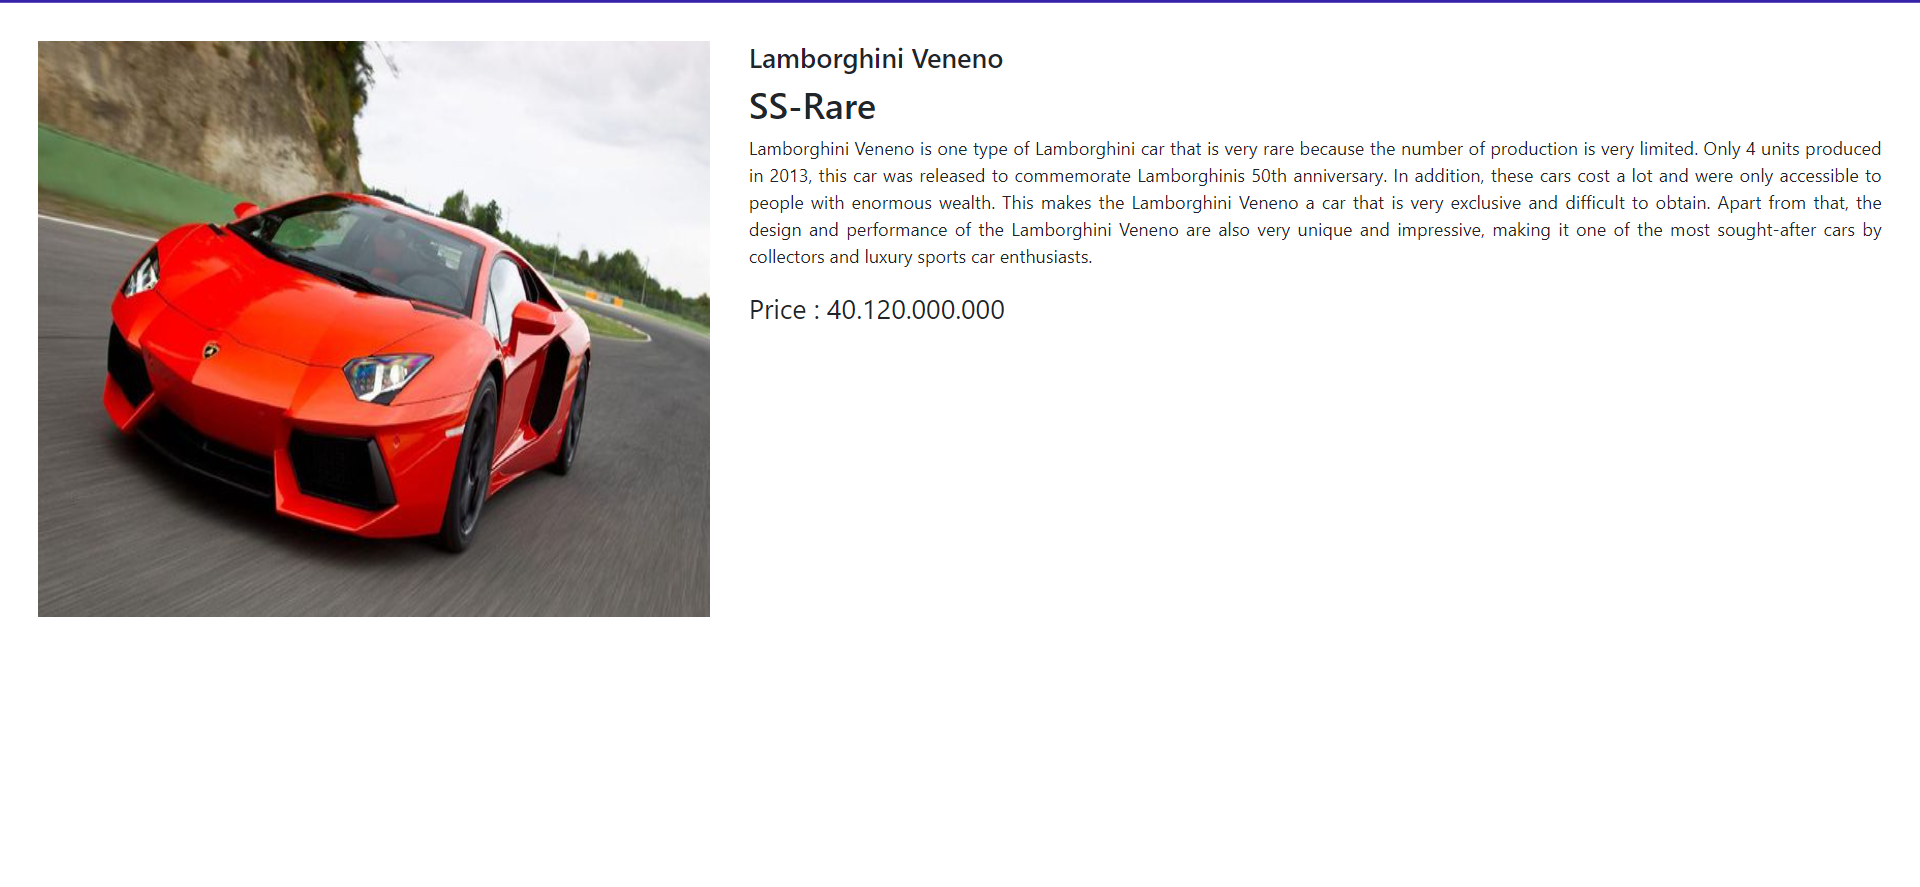 Lamborghini Veneno
SS-Rare
Lamborghini Veneno is one type of Lamborghini car that is very rare because the number of production is very limited. Only 4 units produced
in 2013, this car was released to commemorate Lamborghinis 50th anniversary. In addition, these cars cost a lot and were only accessible to
people with enormous wealth. This makes the Lamborghini Veneno a car that is very exclusive and difficult to obtain. Apart from that, the
design and performance of the Lamborghini Veneno are also very unique and impressive, making it one of the most sought-after cars by
collectors and luxury sports car enthusiasts.
Price : 40.120.000.000